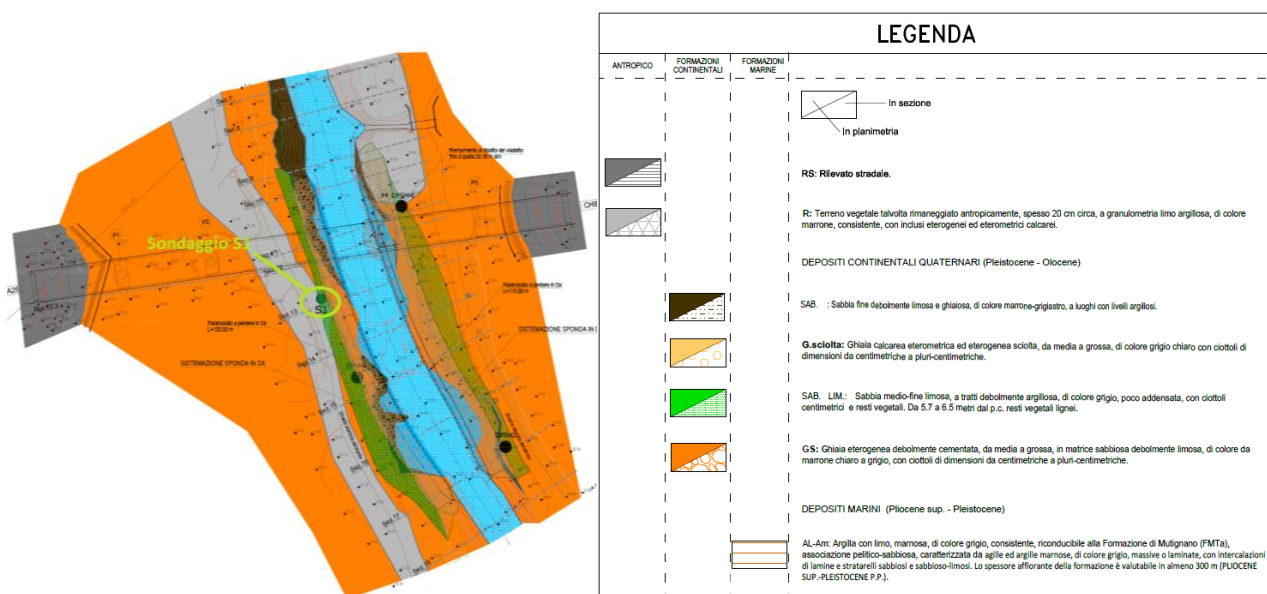 LEGENDA
ANTROPICO
FORMAZIONI
CONTINENTALI
FORMAZIONI
MARINE
In sezione
In planimetria
RS: Rilevato stradale.
R: Terreno vegetale talvolta rimaneggiato antropicamente, spesso 20 cm circa, a granulometria limo argillosa, di colore
marrone, consistente, con inclusi eterogenei ed eterometrici calcarei.
DEPOSITI CONTINENTALI QUATERNARI (Pleistocene - Olocene)
SAB. : Sabbia fine debolmente limosa e ghiaiosa, di colore marrone-grigiastro, a luoghi con livelli argillosi.
G.sciolta: Ghiaia calcarea eterometrica ed eterogenea sciolta, da media a grossa, di colore grigio chiaro con ciottoli di
dimensioni da centimetriche a pluri-centimetriche.
SAB. LIM.: Sabbia medio-fine limosa, a tratti debolmente argillosa, di colore grigio, poco addensata, con ciottoli
centimetrici e resti vegetali. Da 5.7 a 6.5 metri dal p.c. resti vegetali lignei.
GS: Ghiaia eterogenea debolmente cementata, da media a grossa, in matrice sabbiosa debolmente limosa, di colore da
marrone chiaro a grigio, con ciottoli di dimensioni da centimetriche a pluri-centimetriche.
DEPOSITI MARINI (Pliocene sup. - Pleistocene)
AL-Am: Argilla con limo, marnosa, di colore grigio, consistente, riconducibile alla Formazione di Mutignano (FMTa),
associazione pelitico-sabbiosa, caratterizzata da agille ed argille marnose, di colore grigio, massive o laminate, con intercalazioni
di lamine e stratarelli sabbiosi e sabbioso-limosi. Lo spessore affiorante della formazione è valutabile in almeno 300 m (PLIOCENE
SUP.-PLEISTOCENE P.P.).
Sondaggio S1
S1
Sez.7
P1
P2
P4
P5
A25
SISTEMAZIONE SPONDA IN SX
SISTEMAZIONE SPONDA IN D
Sez.17